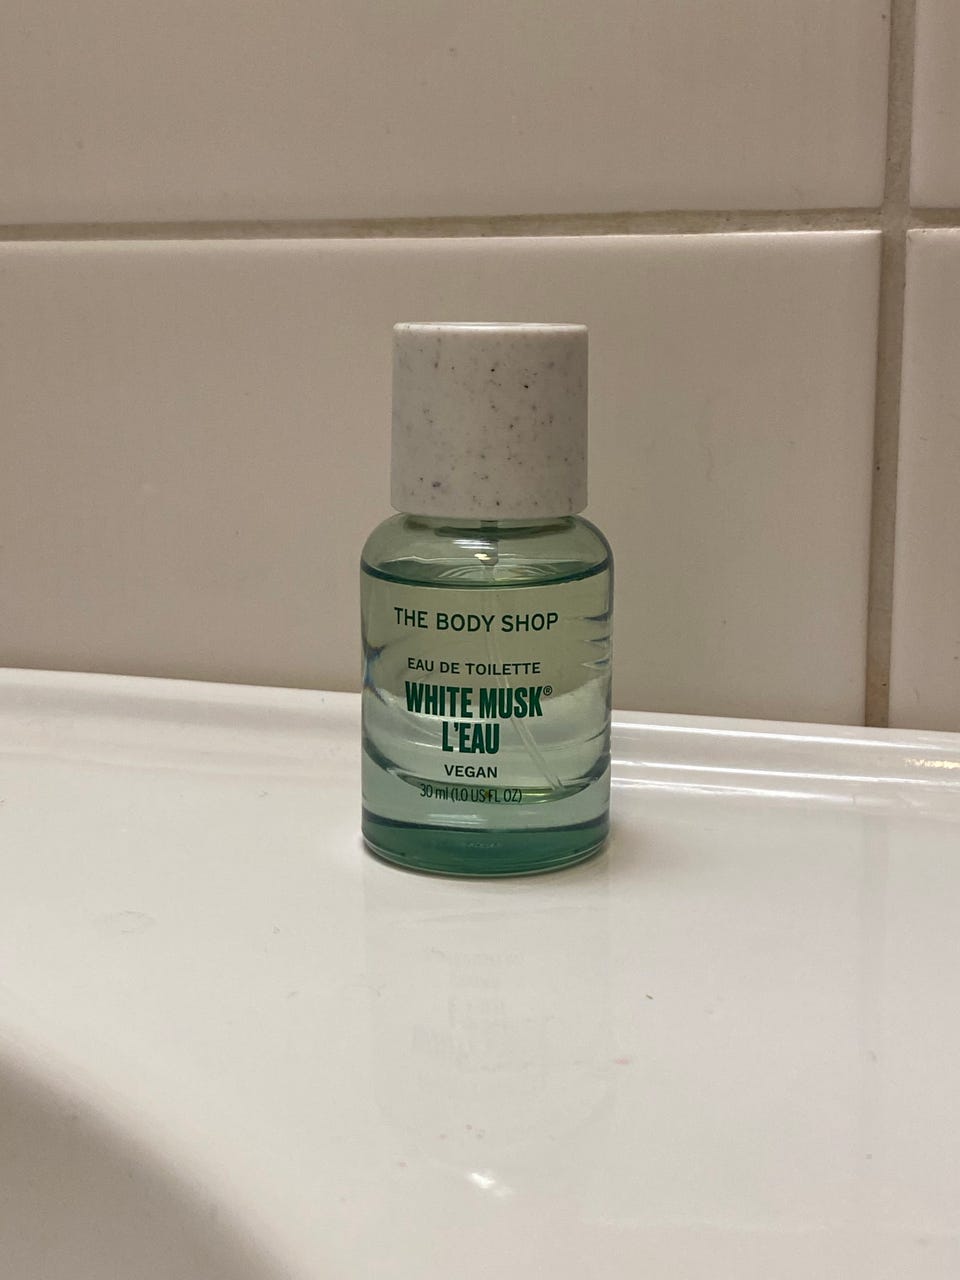 THE BODY SHOP
EAU DE TOILETTE
WHITE MUSK®
L'EAU
VEGAN
30 ml (1.0 US FL OZ)